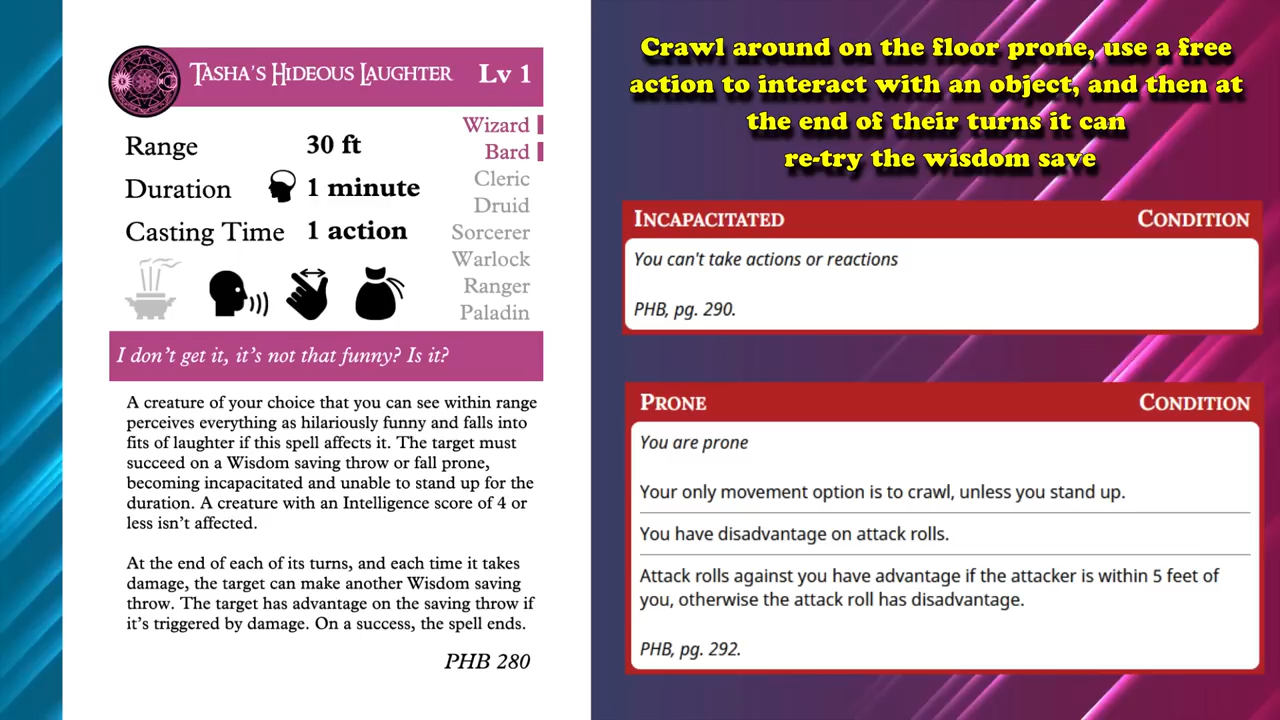 TASHA'S HIDEOUS LAUGHTER Lv 1
Wizard
Bard
Cleric
Druid
Sorcerer
Warlock
Ranger
Paladin
Range 30 ft
Duration 1 minute
Casting Time 1 action
I don't get it, it's not that funny? Is it?
A creature of your choice that you can see within range
perceives everything as hilariously funny and falls into
fits of laughter if this spell affects it. The target must
succeed on a Wisdom saving throw or fall prone,
becoming incapacitated and unable to stand up for the
duration. A creature with an Intelligence score of 4 or
less isn't affected.
At the end of each of its turns, and each time it takes
damage, the target can make another Wisdom saving
throw. The target has advantage on the saving throw if
it's triggered by damage. On a success, the spell ends.
PHB 280
Crawl around on the floor prone, use a free
action to interact with an object, and then at
the end of their turns it can
re-try the wisdom save
INCAPACITATED CONDITION
You can't take actions or reactions
PHB, pg. 290.
PRONE CONDITION
You are prone
Your only movement option is to crawl, unless you stand up.
You have disadvantage on attack rolls.
Attack rolls against you have advantage if the attacker is within 5 feet of
you, otherwise the attack roll has disadvantage.
PHB, pg. 292.